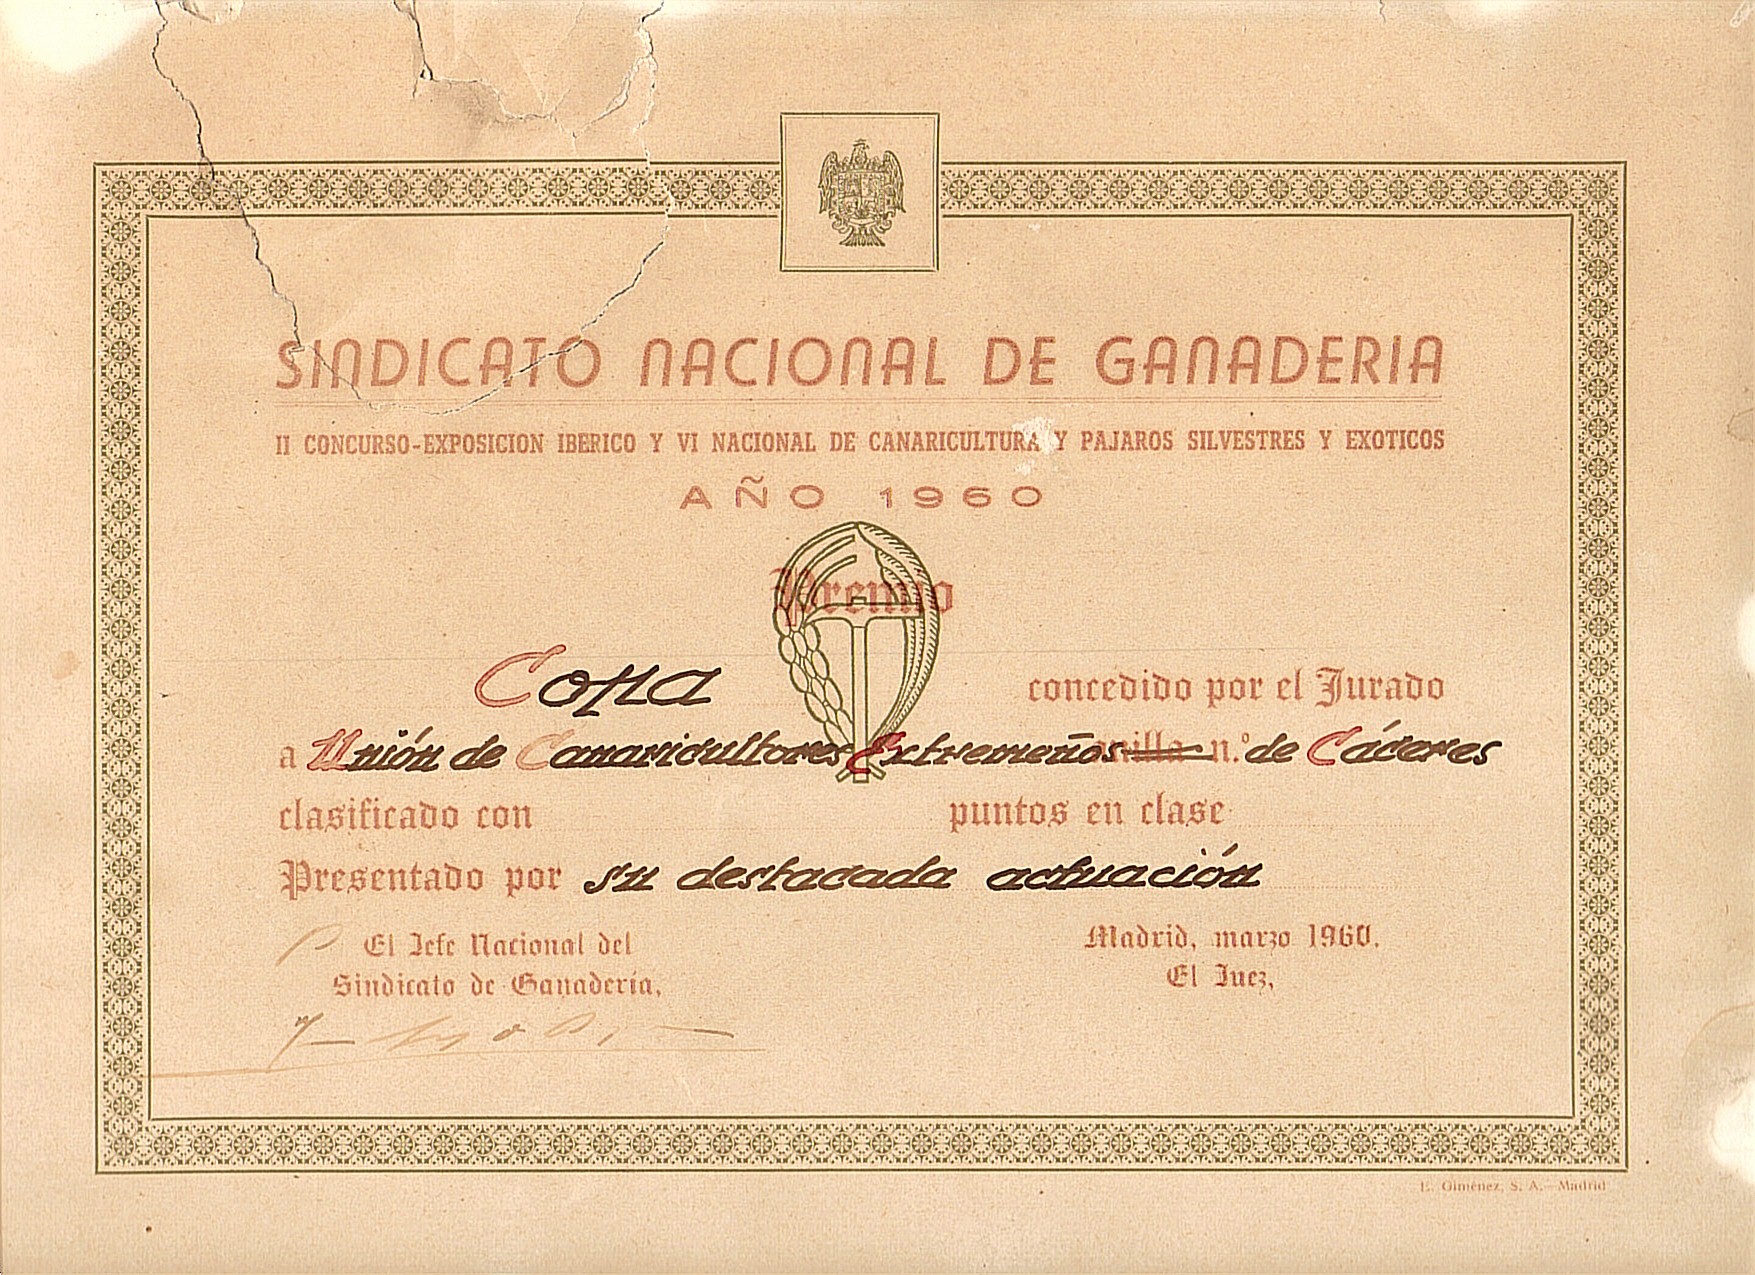 SINDICATO NACIONAL DE GANADERIA
II CONCURSO-EXPOSICION IBERICO Y VI NACIONAL DE CANARICULTURA Y PAJAROS SILVESTRES Y EXOTICOS
AÑO 1960
Premio
Copa concedido por el Jurado
a Unión de Canaricultores Extremeños n.º de Cáceres
clasificado con puntos en clase
Presentado por su destacada actuación
El Jefe Nacional del
Sindicato de Ganadería,
Madrid, marzo 1960.
El Juez,
E. Giménez, S. A.—Madrid